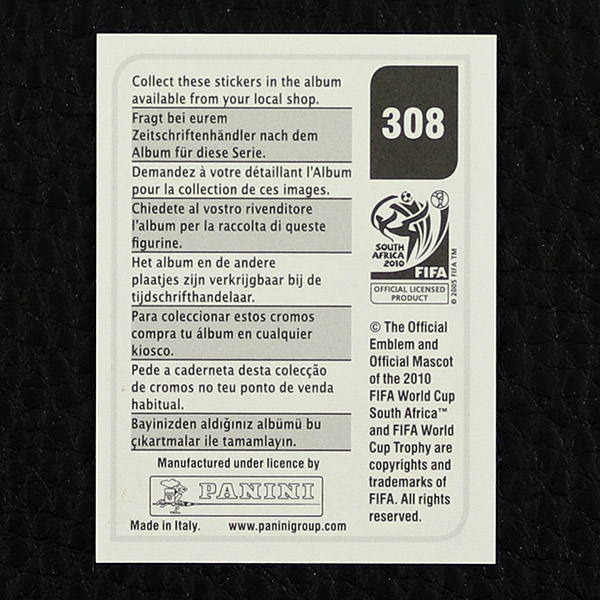 Collect these stickers in the album
available from your local shop.
Fragt bei eurem
Zeitschriftenhändler nach dem
Album für diese Serie.
Demandez à votre détaillant l'Album
pour la collection de ces images.
Chiedete al vostro rivenditore
l'album per la raccolta di queste
figurine.
Het album en de andere
plaatjes zijn verkrijgbaar bij de
tijdschrifthandelaar.
Para coleccionar estos cromos
compra tu álbum en cualquier
kiosco.
Pede a caderneta desta colecção
de cromos no teu ponto de venda
habitual.
Bayinizden aldığınız albümü bu
çıkartmalar ile tamamlayın.
Manufactured under licence by
PANINI
Made in Italy. www.paninigroup.com
308
SOUTH
AFRICA
2010
FIFA
OFFICIAL LICENSED
PRODUCT
© 2005 FIFA TM
© The Official
Emblem and
Official Mascot
of the 2010
FIFA World Cup
South Africa™
and FIFA World
Cup Trophy are
copyrights and
trademarks of
FIFA. All rights
reserved.